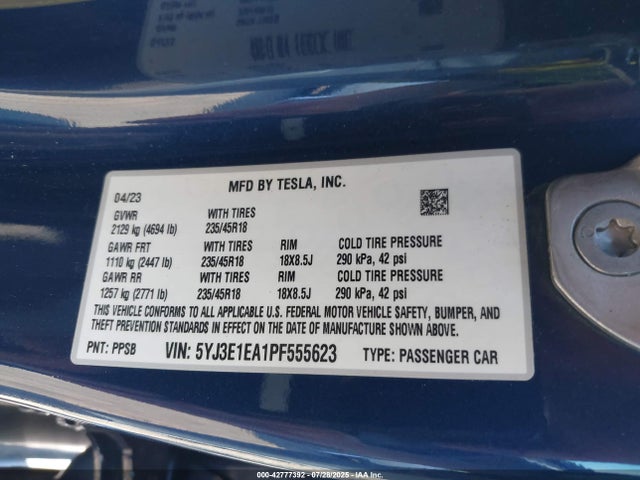 MFD BY TESLA, INC.
04/23
GVWR WITH TIRES
2129 kg (4694 lb) 235/45R18
GAWR FRT WITH TIRES RIM COLD TIRE PRESSURE
1110 kg (2447 lb) 235/45R18 18X8.5J 290 kPa, 42 psi
GAWR RR WITH TIRES RIM COLD TIRE PRESSURE
1257 kg (2771 lb) 235/45R18 18X8.5J 290 kPa, 42 psi
THIS VEHICLE CONFORMS TO ALL APPLICABLE U.S. FEDERAL MOTOR VEHICLE SAFETY, BUMPER, AND
THEFT PREVENTION STANDARDS IN EFFECT ON THE DATE OF MANUFACTURE SHOWN ABOVE.
PNT: PPSB VIN: 5YJ3E1EA1PF555623 TYPE: PASSENGER CAR
000-42777392 07/28/2025 IAA Inc.